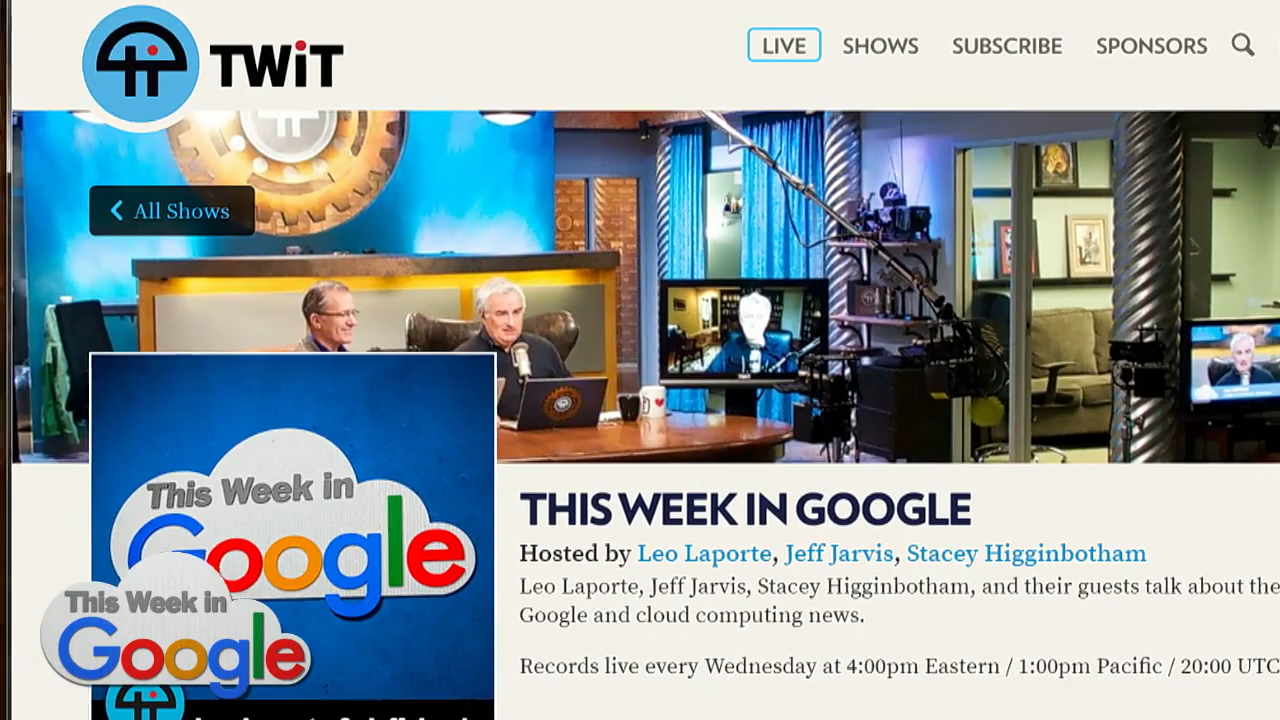 TWiT
LIVE
SHOWS
SUBSCRIBE
SPONSORS
All Shows
This Week in
Google
THIS WEEK IN GOOGLE
Hosted by Leo Laporte, Jeff Jarvis, Stacey Higginbotham
Leo Laporte, Jeff Jarvis, Stacey Higginbotham, and their guests talk about the
Google and cloud computing news.
Records live every Wednesday at 4:00pm Eastern / 1:00pm Pacific / 20:00 UTC
This Week in
Google